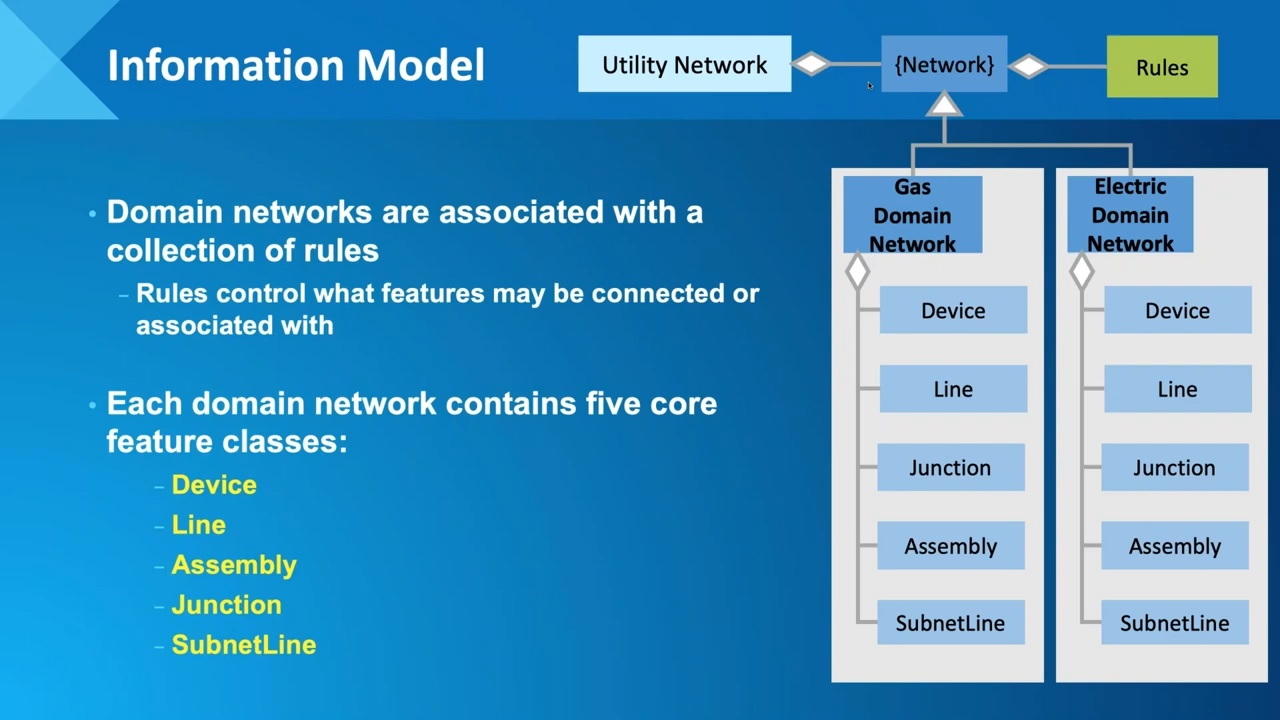 Information Model
Utility Network
{Network}
Rules
• Domain networks are associated with a
collection of rules
– Rules control what features may be connected or
associated with
• Each domain network contains five core
feature classes:
– Device
– Line
– Assembly
– Junction
– SubnetLine
Gas
Domain
Network
Device
Line
Junction
Assembly
SubnetLine
Electric
Domain
Network
Device
Line
Junction
Assembly
SubnetLine